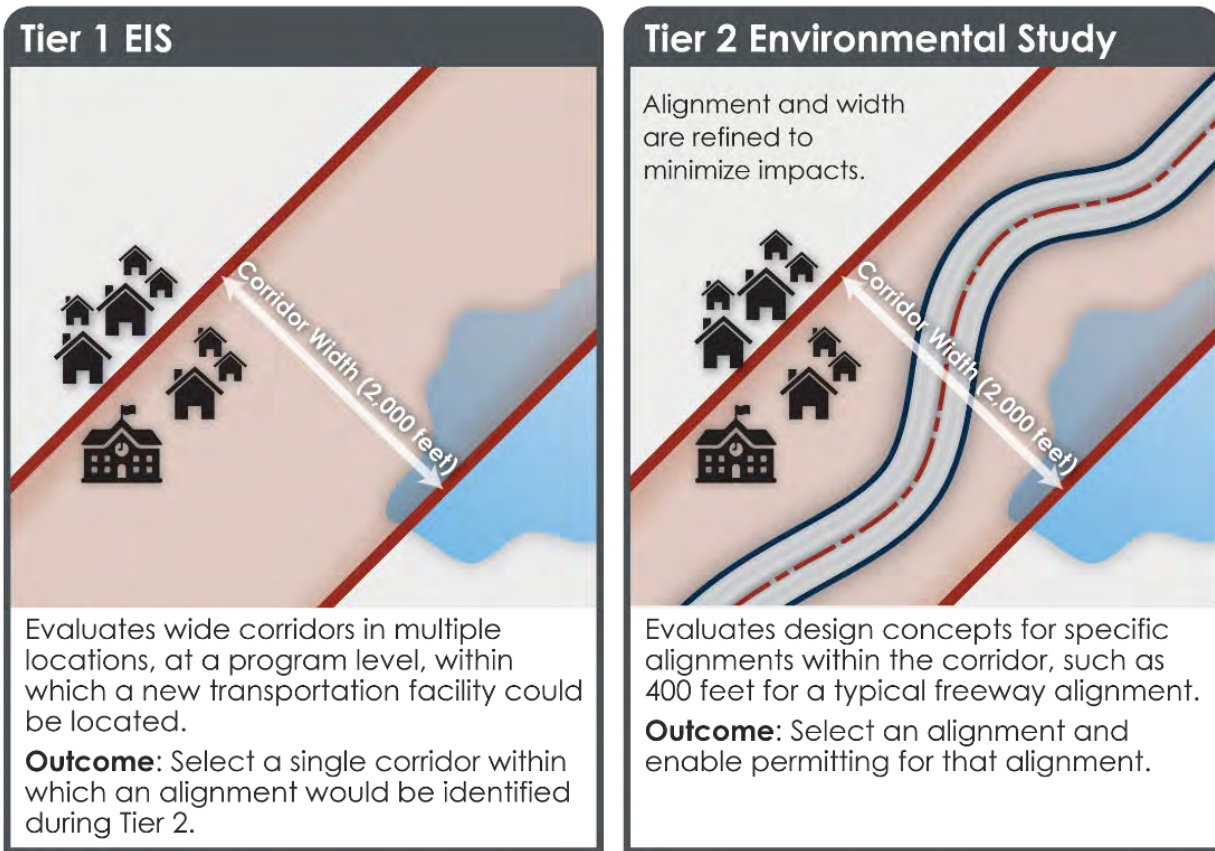 Tier 1 EIS
Corridor Width (2,000 feet)
Evaluates wide corridors in multiple
locations, at a program level, within
which a new transportation facility could
be located.
Outcome: Select a single corridor within
which an alignment would be identified
during Tier 2.
Tier 2 Environmental Study
Alignment and width
are refined to
minimize impacts.
Corridor Width (2,000 feet)
Evaluates design concepts for specific
alignments within the corridor, such as
400 feet for a typical freeway alignment.
Outcome: Select an alignment and
enable permitting for that alignment.